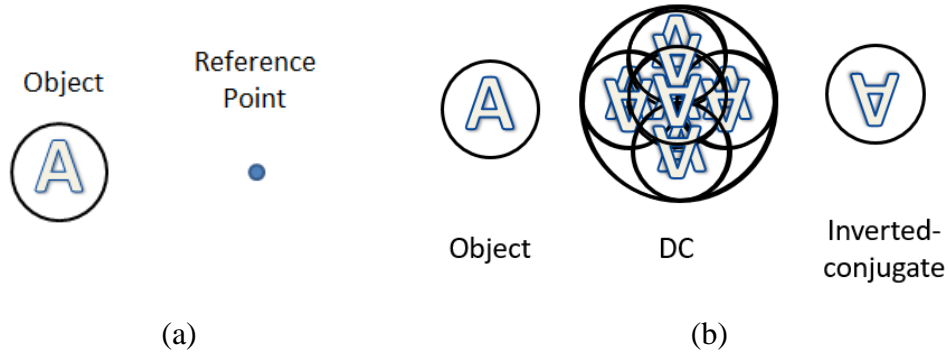 Object
Reference
Point
A
(a)
A
Object
DC
Inverted-
conjugate
(b)